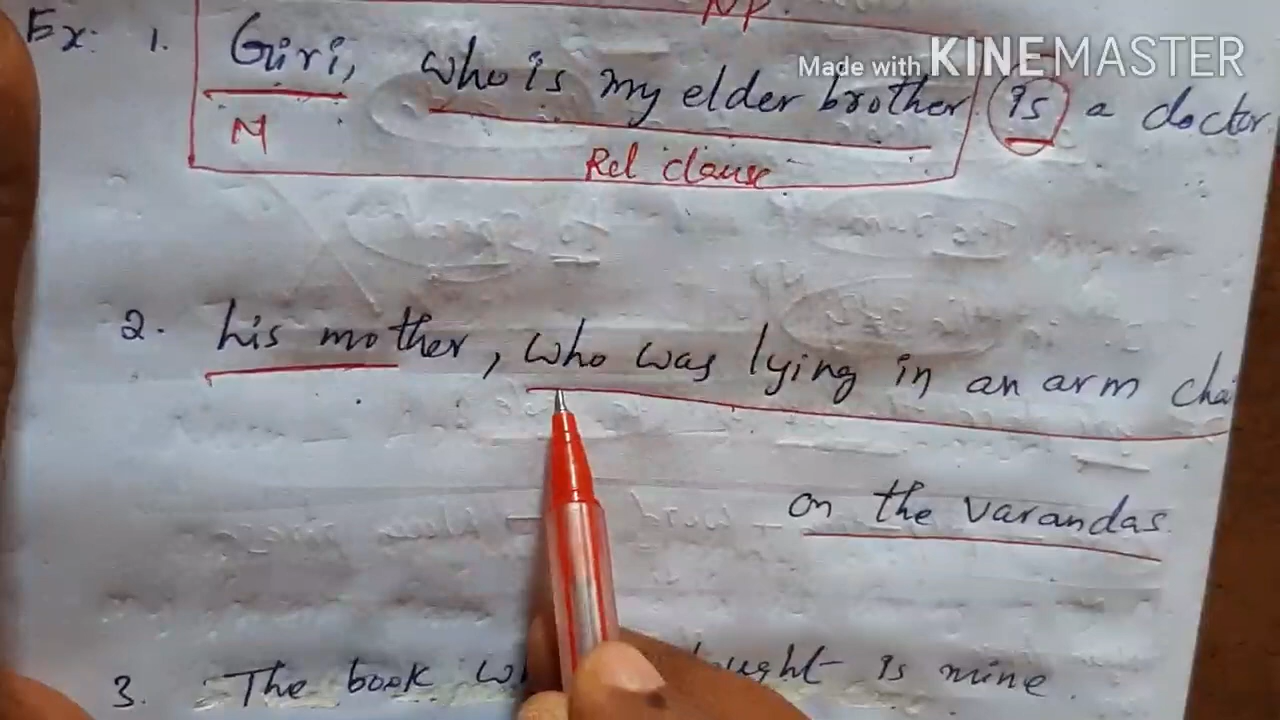 NP.
Made with KINEMASTER
Ex: 1. Giri, who is my elder brother is a doctor
N
Rel clause
2. his mother, who was lying in an arm chai
on the varandas
3. The book is mine.